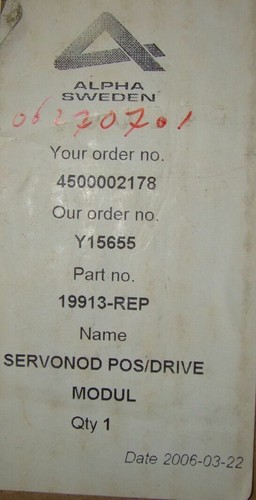 ALPHA
SWEDEN
06270701
Your order no.
4500002178
Our order no.
Y15655
Part no.
19913-REP
Name
SERVONOD POS/DRIVE
MODUL
Qty 1
Date 2006-03-22